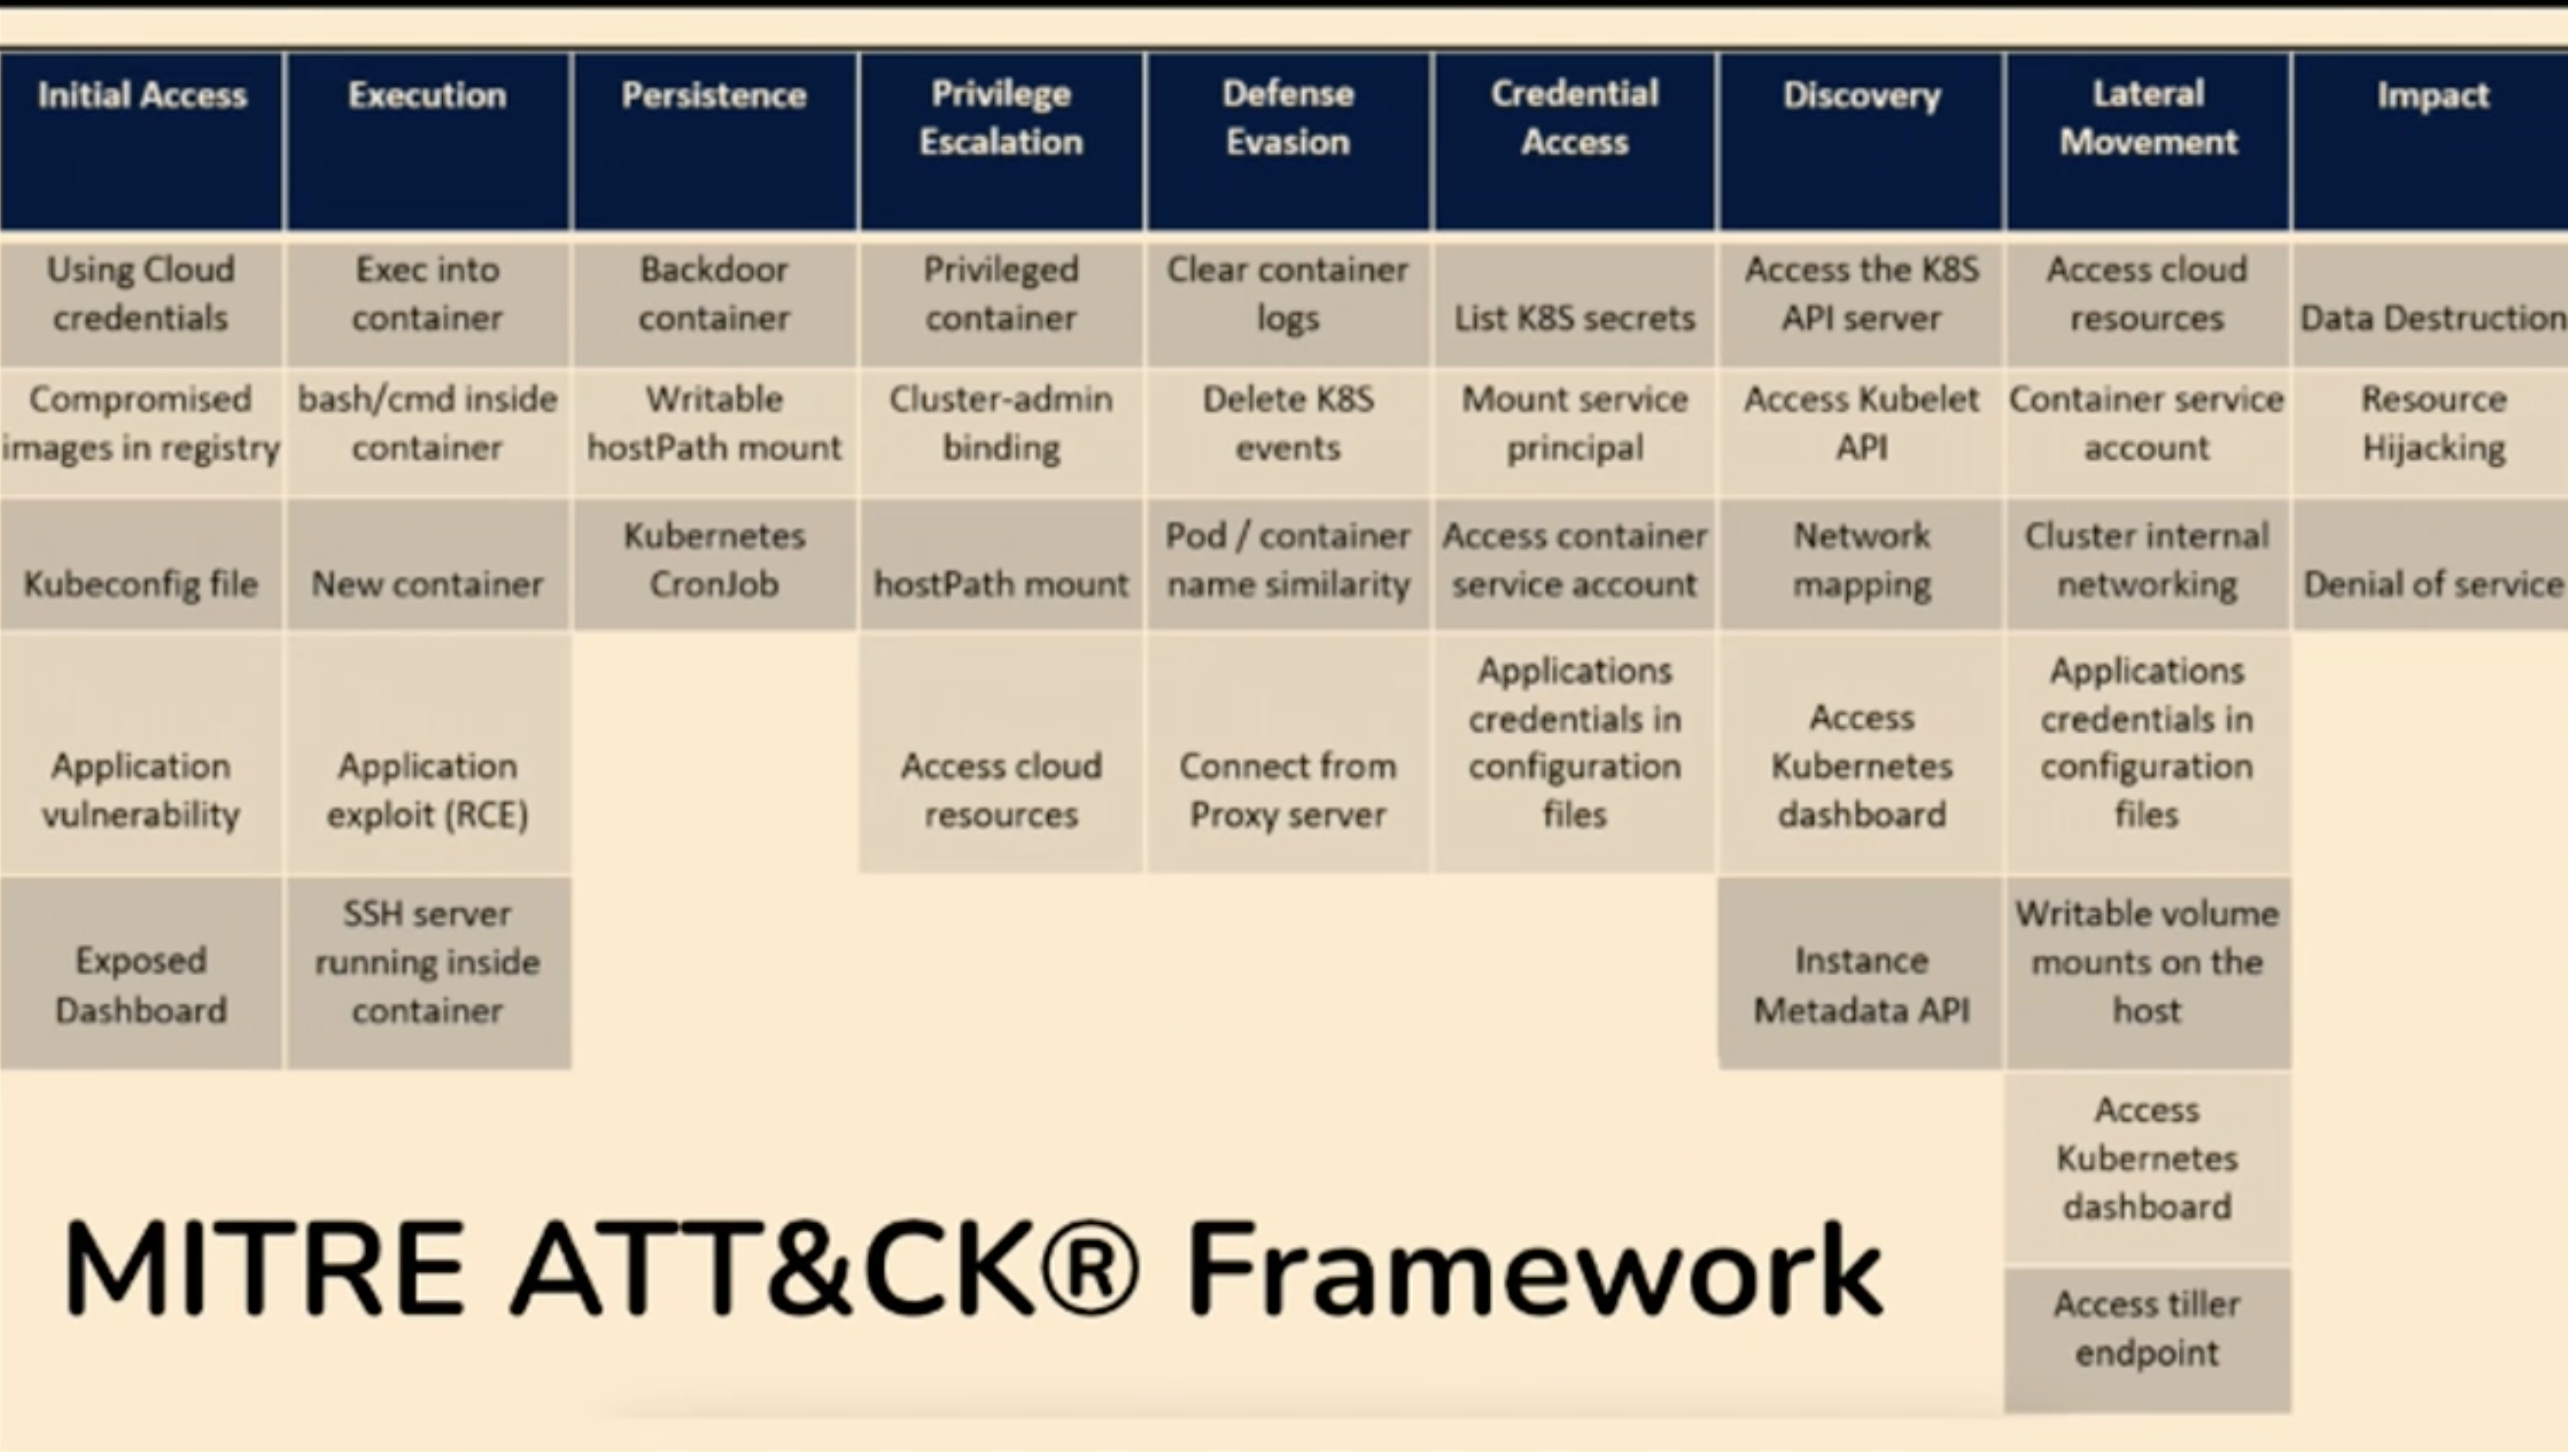 Initial Access
Execution
Persistence
Privilege
Escalation
Defense
Evasion
Credential
Access
Discovery
Lateral
Movement
Impact
Using Cloud
credentials
Exec into
container
Backdoor
container
Privileged
container
Clear container
logs
List K8S secrets
Access the K8S
API server
Access cloud
resources
Data Destruction
Compromised
images in registry
bash/cmd inside
container
Writable
hostPath mount
Cluster-admin
binding
Delete K8S
events
Mount service
principal
Access Kubelet
API
Container service
account
Resource
Hijacking
Kubeconfig file
New container
Kubernetes
CronJob
hostPath mount
Pod / container
name similarity
Access container
service account
Network
mapping
Cluster internal
networking
Denial of service
Application
vulnerability
Application
exploit (RCE)
Access cloud
resources
Connect from
Proxy server
Applications
credentials in
configuration
files
Access
Kubernetes
dashboard
Applications
credentials in
configuration
files
Exposed
Dashboard
SSH server
running inside
container
Instance
Metadata API
Writable volume
mounts on the
host
Access
Kubernetes
dashboard
Access tiller
endpoint
MITRE ATT&CK® Framework